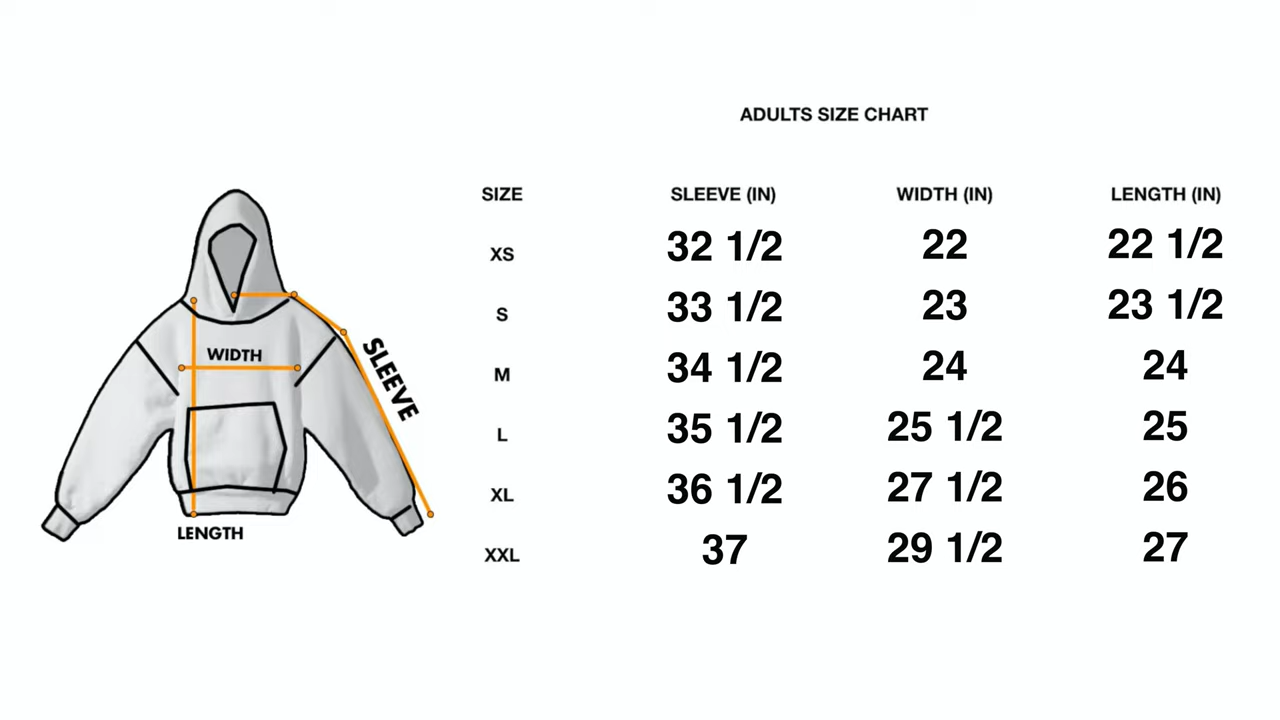 ADULTS SIZE CHART
SIZE SLEEVE (IN) WIDTH (IN) LENGTH (IN)
XS 32 1/2 22 22 1/2
S 33 1/2 23 23 1/2
M 34 1/2 24 24
L 35 1/2 25 1/2 25
XL 36 1/2 27 1/2 26
XXL 37 29 1/2 27
WIDTH
SLEEVE
LENGTH